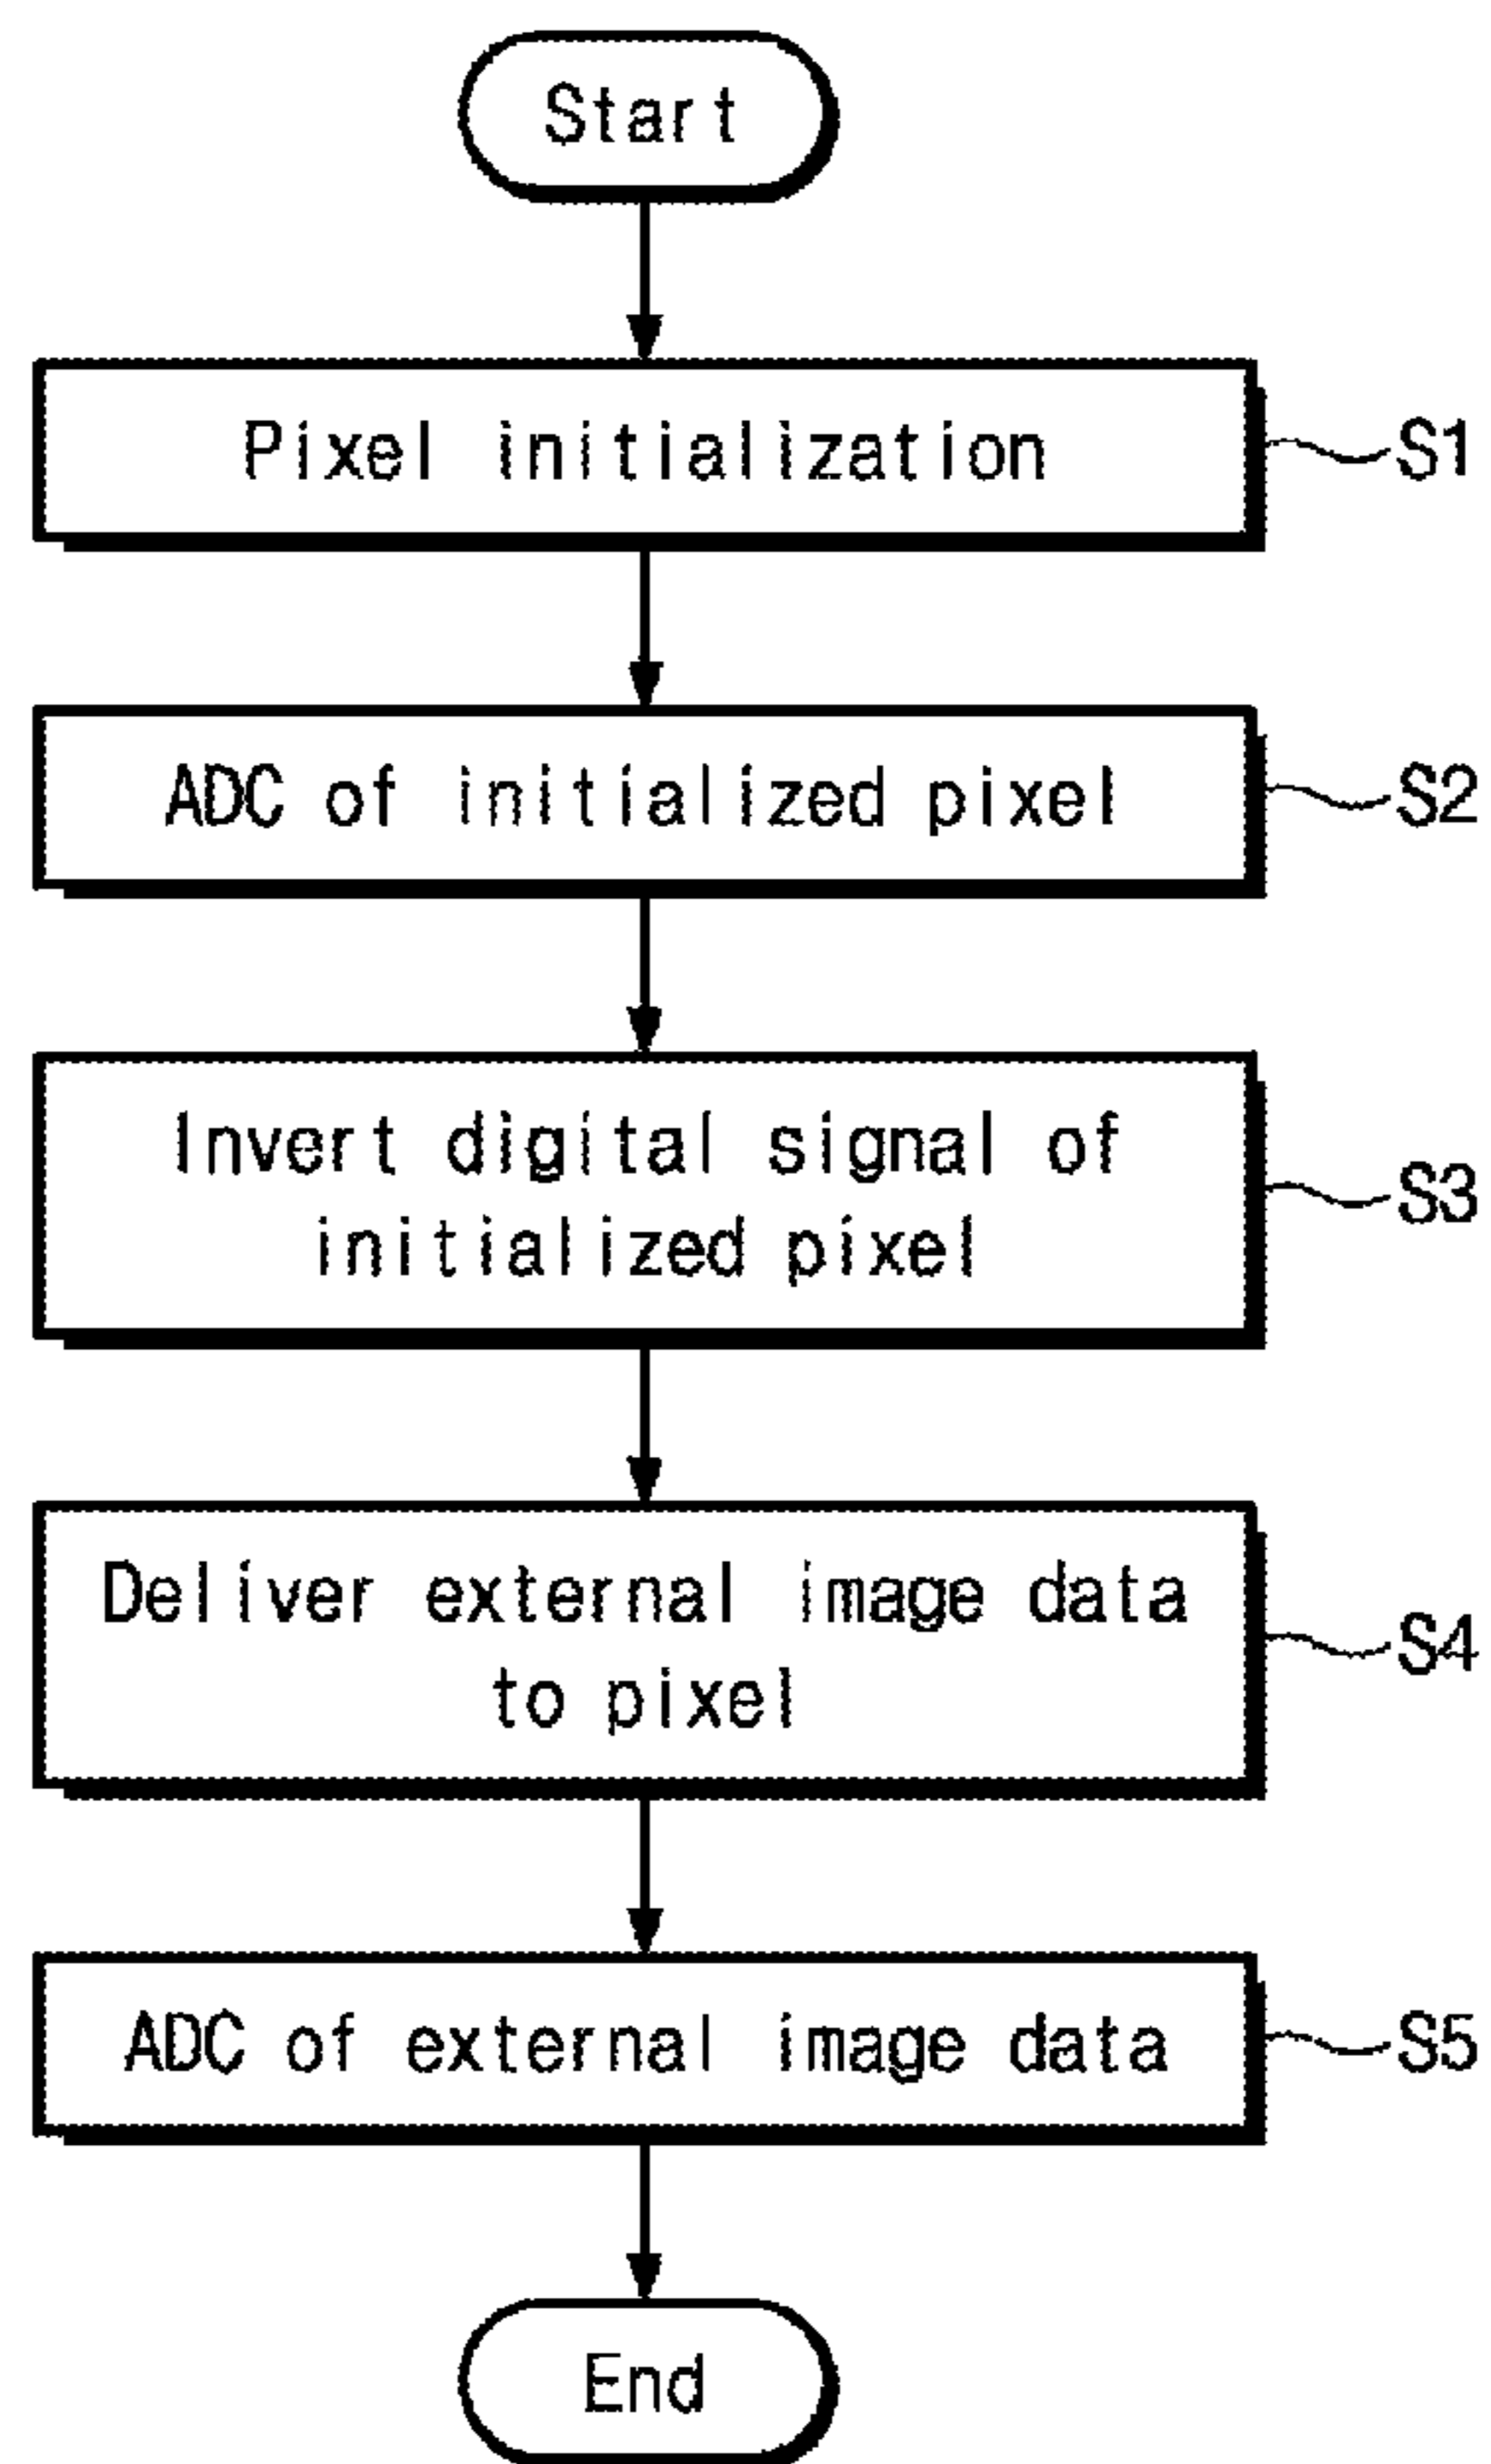 Start
Pixel initialization
S1
ADC of initialized pixel
S2
Invert digital signal of
initialized pixel
S3
Deliver external image data
to pixel
S4
ADC of external image data
S5
End